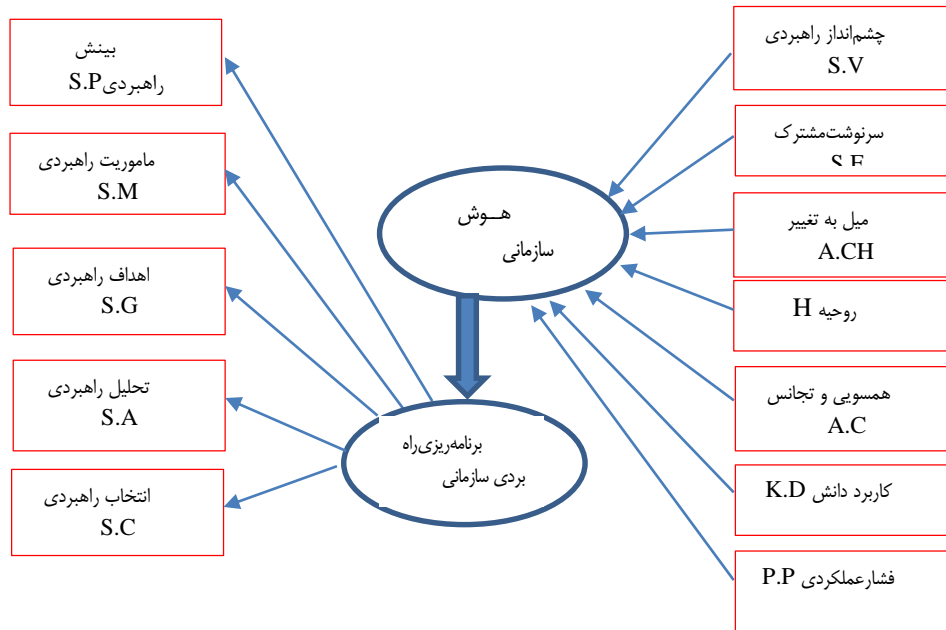 چشم‌انداز راهبردی
S.V
سرنوشت‌مشترک
میل به تغییر
A.CH
روحیه H
همسویی و تجانس
A.C
کاربرد دانش K.D
فشارعملکردی P.P
هــوش
سازمانی
برنامه‌ریزی‌راه
بردی سازمانی
بینش
راهبردیS.P
ماموریت راهبردی
S.M
اهداف راهبردی
S.G
تحلیل راهبردی
S.A
انتخاب راهبردی
S.C